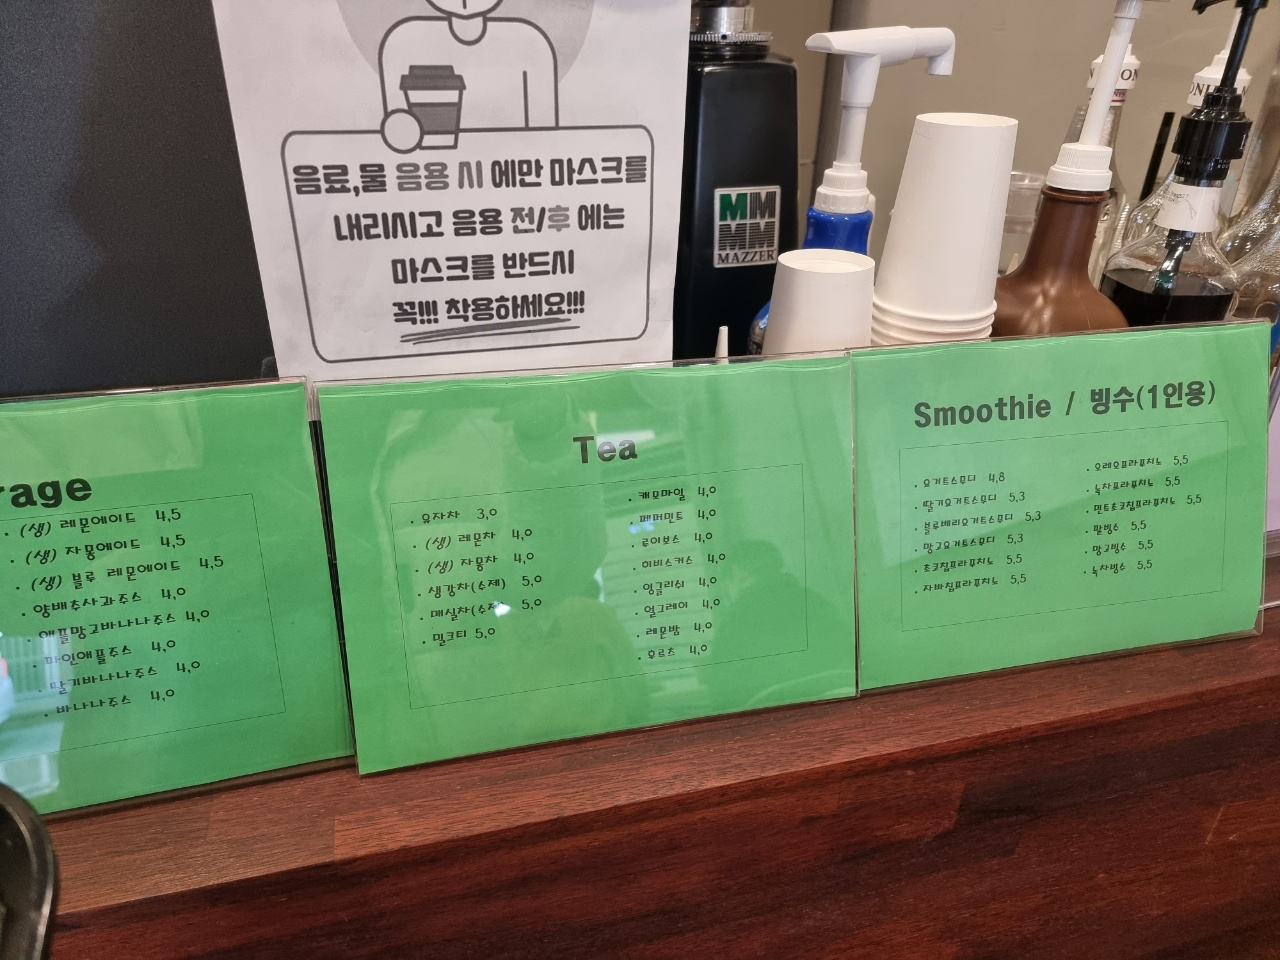 음료,물 음용 시 에만 마스크를
내리시고 음용 전/후 에는
마스크를 반드시
꼭!!! 착용하세요!!!
MAZZER
rage
· (생) 레몬에이드 4,5
· (생) 자몽에이드 4,5
· (생) 블루 레몬에이드 4,5
· 양배추사과주스 4,0
· 애플망고바나나주스 4,0
· 파인애플주스 4,0
· 딸기바나나주스 4,0
· 바나나주스 4,0
Tea
· 유자차 3,0
· (생) 레몬차 4,0
· (생) 자몽차 4,0
· 생강차(수제) 5,0
· 매실차(수제) 5,0
· 밀크티 5,0
· 캐모마일 4,0
· 페퍼민트 4,0
· 루이보스 4,0
· 히비스커스 4,0
· 잉글리쉬 4,0
· 얼그레이 4,0
· 레몬밤 4,0
· 후르츠 4,0
Smoothie / 빙수(1인용)
· 요거트스무디 4,8
· 딸기요거트스무디 5,3
· 블루베리요거트스무디 5,3
· 망고요거트스무디 5,3
· 초코칩프라푸치노 5,5
· 자바칩프라푸치노 5,5
· 오레오프라푸치노 5,5
· 녹차프라푸치노 5,5
· 민트초코칩프라푸치노 5,5
· 팥빙수 5,5
· 망고빙수 5,5
· 녹차빙수 5,5